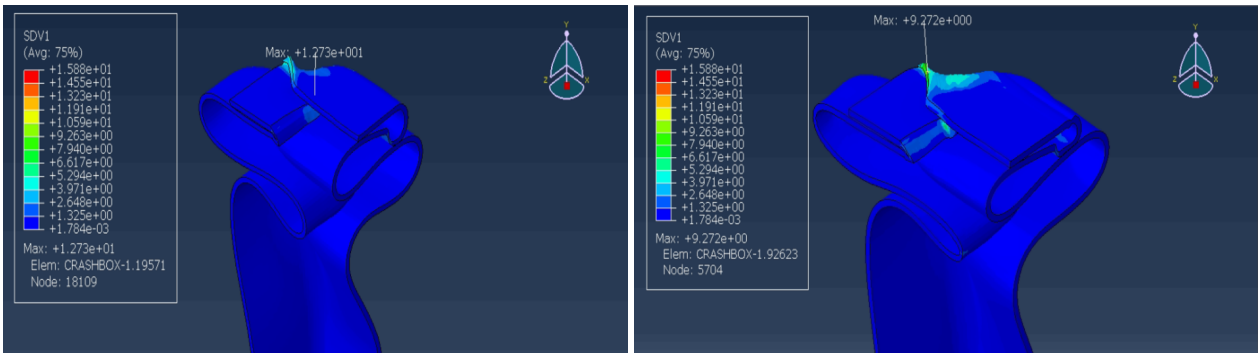 SDV1
(Avg: 75%)
+1.588e+01
+1.455e+01
+1.323e+01
+1.191e+01
+1.059e+01
+9.263e+00
+7.940e+00
+6.617e+00
+5.294e+00
+3.971e+00
+2.648e+00
+1.325e+00
+1.784e-03
Max: +1.273e+01
Elem: CRASHBOX-1.19571
Node: 18109
Max: +1.273e+001
Y
Z
X
SDV1
(Avg: 75%)
+1.588e+01
+1.455e+01
+1.323e+01
+1.191e+01
+1.059e+01
+9.263e+00
+7.940e+00
+6.617e+00
+5.294e+00
+3.971e+00
+2.648e+00
+1.325e+00
+1.784e-03
Max: +9.272e+00
Elem: CRASHBOX-1.92623
Node: 5704
Max: +9.272e+000
Y
Z
X